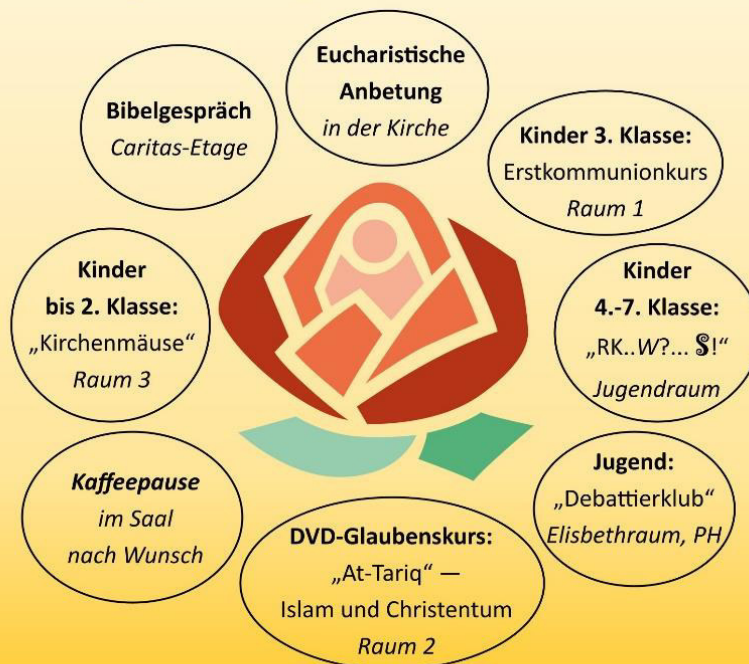 Eucharistische
Anbetung
in der Kirche
Bibelgespräch
Caritas-Etage
Kinder 3. Klasse:
Erstkommunionkurs
Raum 1
Kinder
bis 2. Klasse:
„Kirchenmäuse“
Raum 3
Kinder
4.-7. Klasse:
„RK..W?... S!“
Jugendraum
Kaffeepause
im Saal
nach Wunsch
Jugend:
„Debattierklub“
Elisbethraum, PH
DVD-Glaubenskurs:
„At-Tariq“ —
Islam und Christentum
Raum 2